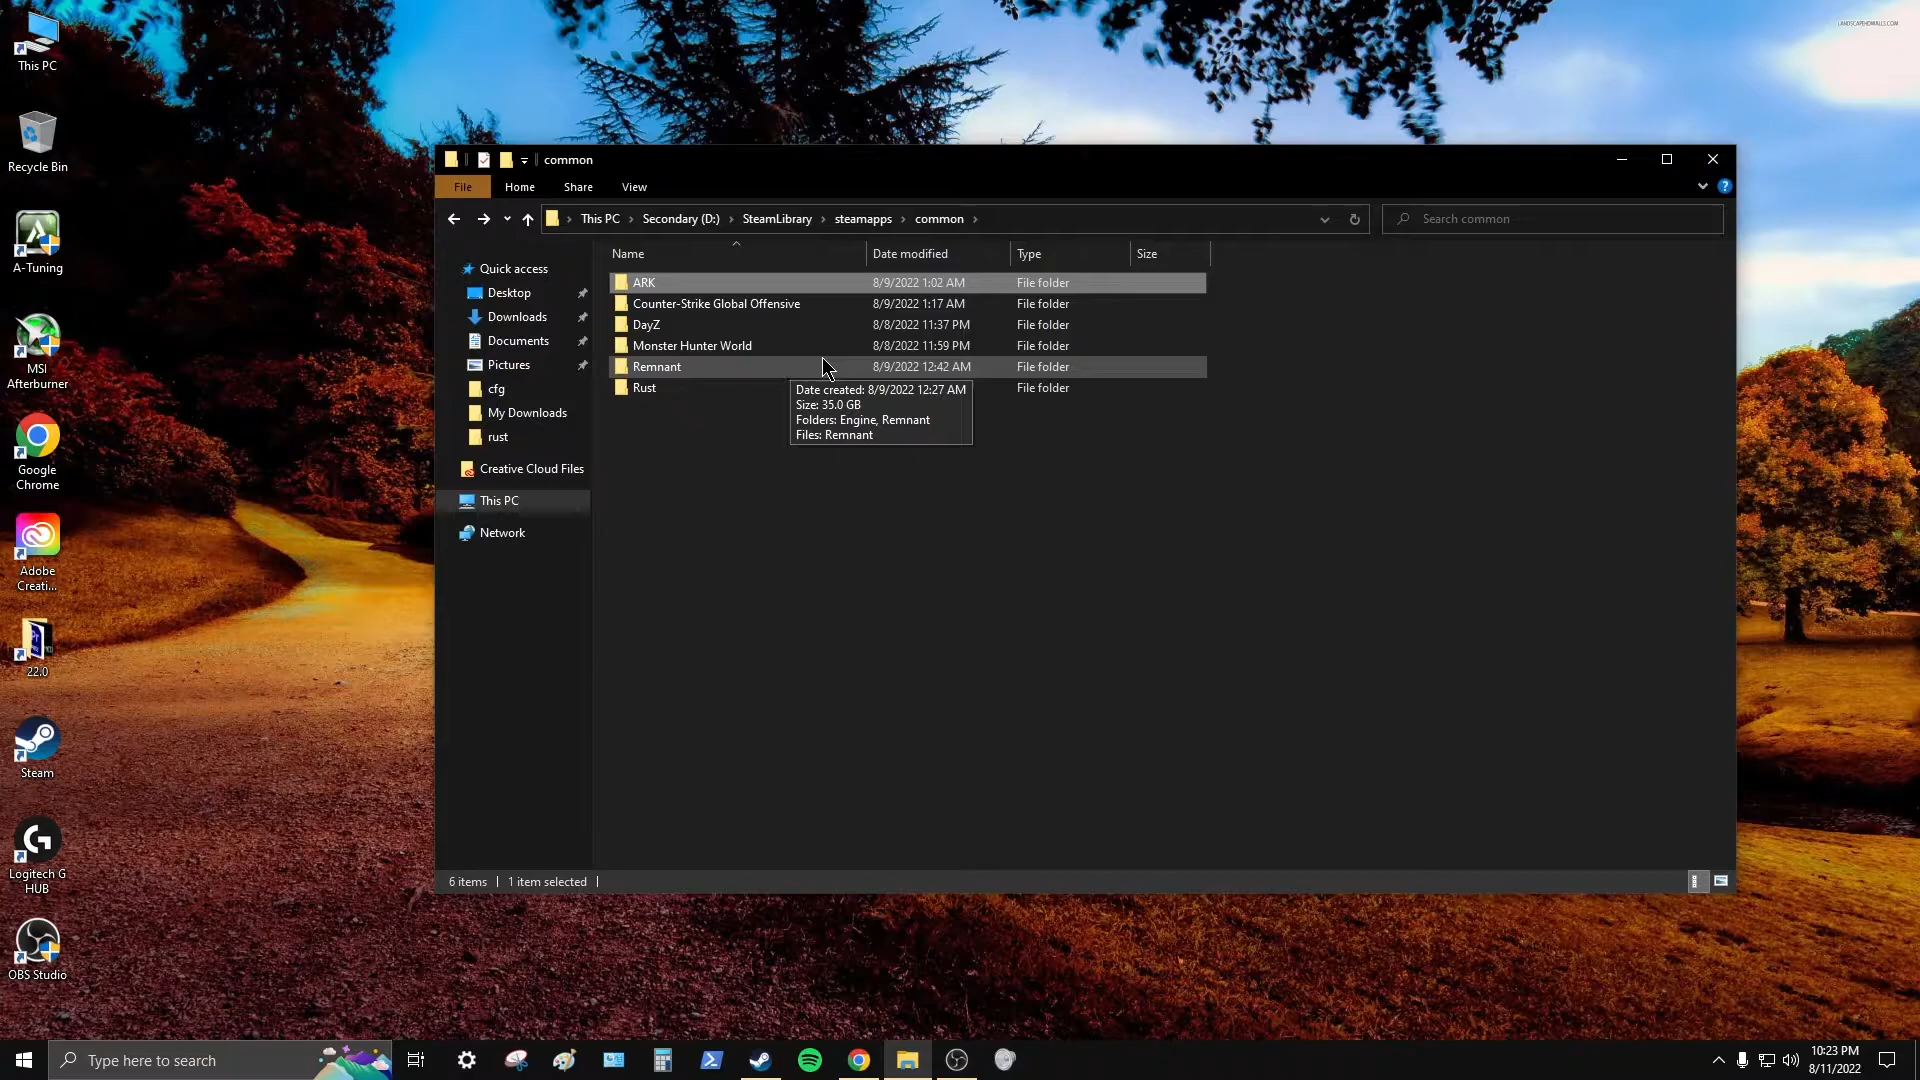 LANDSCAPEHDWALLS.COM
This PC
Recycle Bin
A-Tuning
MSI
Afterburner
Google
Chrome
Adobe
Creati...
22.0
Steam
Logitech G
HUB
OBS Studio
common
File
Home
Share
View
This PC
Secondary (D:)
SteamLibrary
steamapps
common
Search common
Quick access
Desktop
Downloads
Documents
Pictures
cfg
My Downloads
rust
Creative Cloud Files
This PC
Network
Name
Date modified
Type
Size
ARK 8/9/2022 1:02 AM File folder
Counter-Strike Global Offensive 8/9/2022 1:17 AM File folder
DayZ 8/8/2022 11:37 PM File folder
Monster Hunter World 8/8/2022 11:59 PM File folder
Remnant 8/9/2022 12:42 AM File folder
Rust File folder
Date created: 8/9/2022 12:27 AM
Size: 35.0 GB
Folders: Engine, Remnant
Files: Remnant
6 items
1 item selected
Type here to search
10:23 PM
8/11/2022